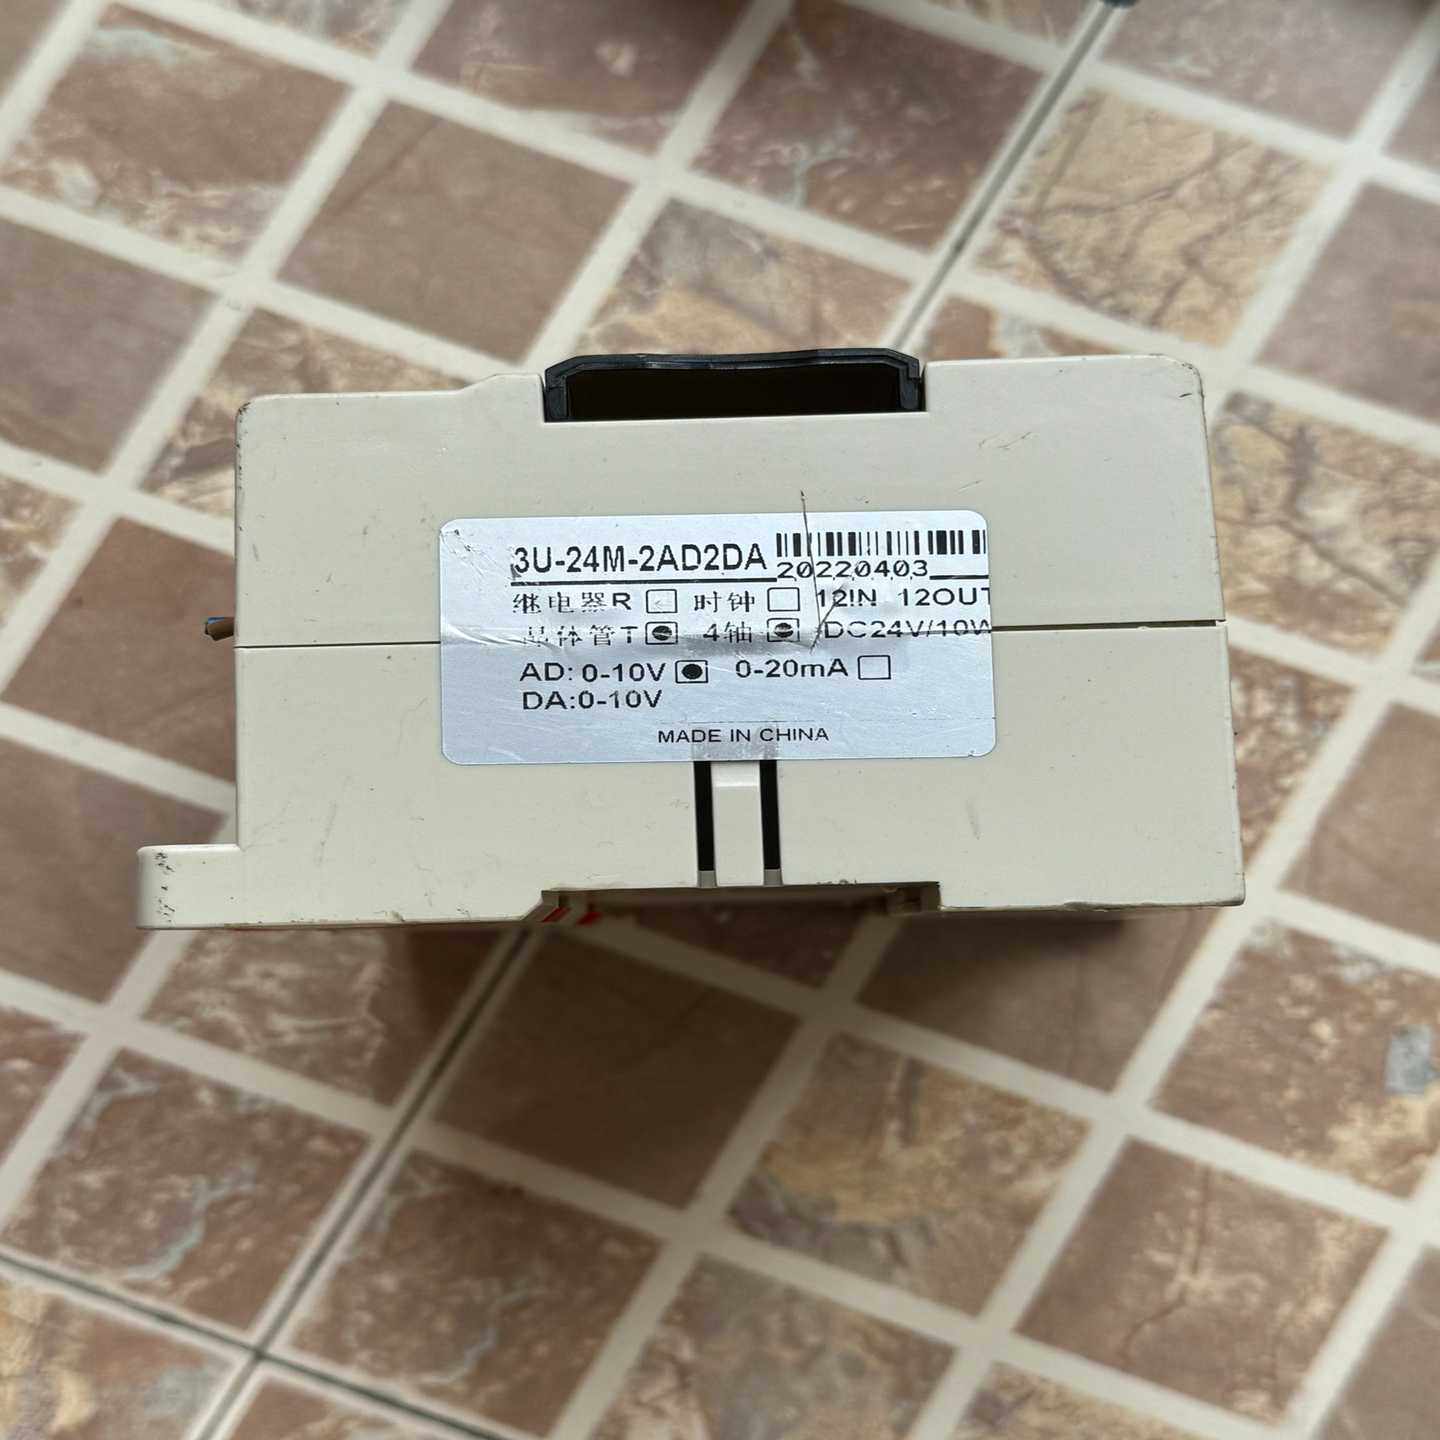 3U-24M-2AD2DA
20220403
继电器R 时钟 12IN 12OUT
晶体管T 4轴 DC24V/10W
AD: 0-10V 0-20mA
DA:0-10V
MADE IN CHINA